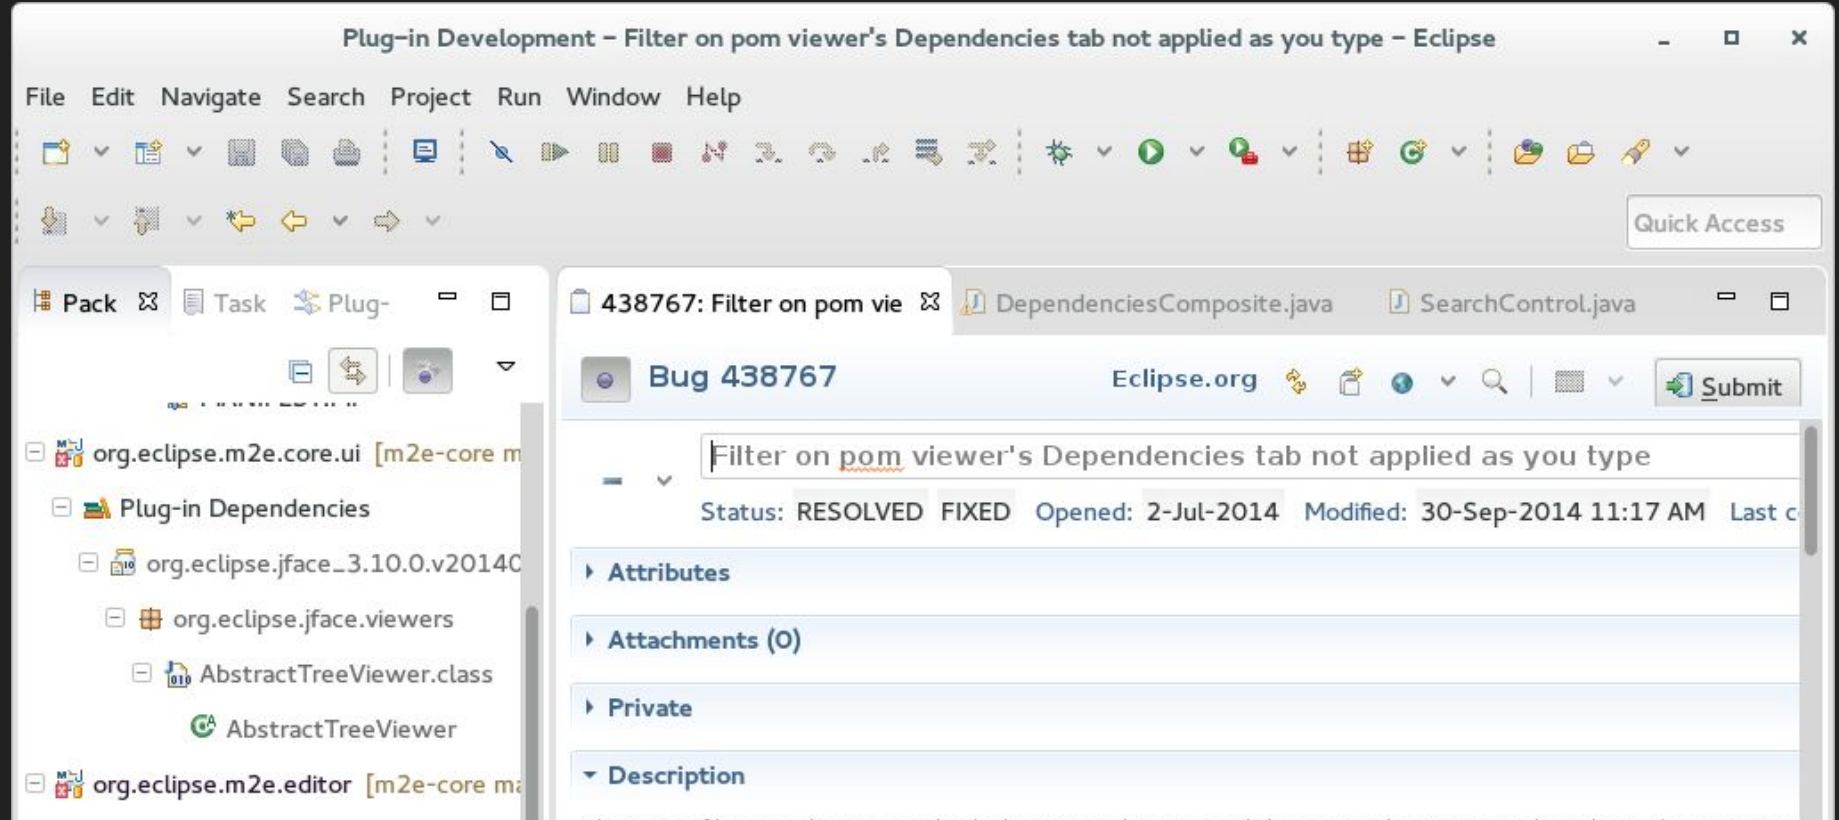 Plug-in Development - Filter on pom viewer's Dependencies tab not applied as you type - Eclipse
File Edit Navigate Search Project Run Window Help
Quick Access
Pack Task Plug-
438767: Filter on pom vie DependenciesComposite.java SearchControl.java
Bug 438767 Eclipse.org Submit
org.eclipse.m2e.core.ui [m2e-core m
Plug-in Dependencies
org.eclipse.jface_3.10.0.v20140
org.eclipse.jface.viewers
AbstractTreeViewer.class
AbstractTreeViewer
org.eclipse.m2e.editor [m2e-core ma
Filter on pom viewer's Dependencies tab not applied as you type
Status: RESOLVED FIXED Opened: 2-Jul-2014 Modified: 30-Sep-2014 11:17 AM Last c
Attributes
Attachments (0)
Private
Description